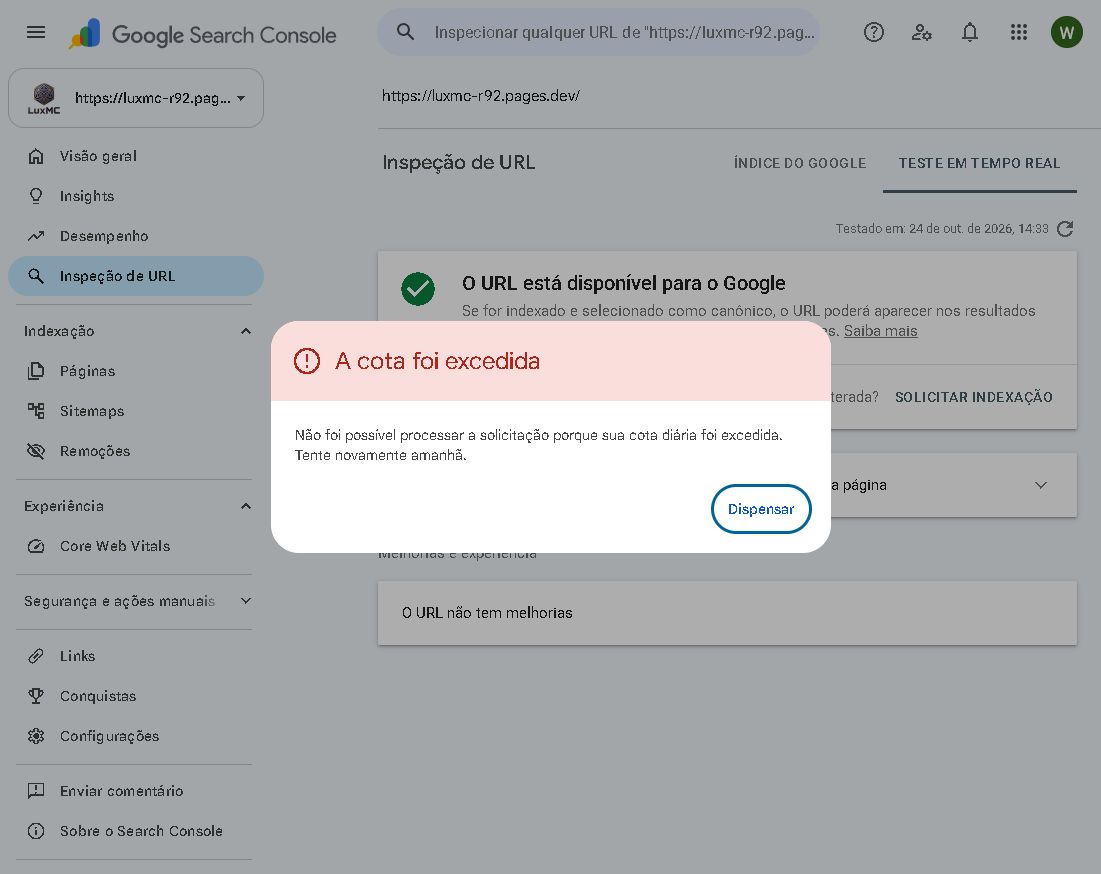 Google Search Console
Inspecionar qualquer URL de "https://luxmc-r92.pag...
W
LuxMC
https://luxmc-r92.pag...
Visão geral
Insights
Desempenho
Inspeção de URL
Indexação
Páginas
Sitemaps
Remoções
Experiência
Core Web Vitals
Segurança e ações manuais
Links
Conquistas
Configurações
Enviar comentário
Sobre o Search Console
https://luxmc-r92.pages.dev/
Inspeção de URL
ÍNDICE DO GOOGLE
TESTE EM TEMPO REAL
Testado em: 24 de out. de 2026, 14:33
O URL está disponível para o Google
Se for indexado e selecionado como canônico, o URL poderá aparecer nos resultados
es. Saiba mais
terada? SOLICITAR INDEXAÇÃO
a página
A cota foi excedida
Não foi possível processar a solicitação porque sua cota diária foi excedida.
Tente novamente amanhã.
Dispensar
Melhorias e experiência
O URL não tem melhorias